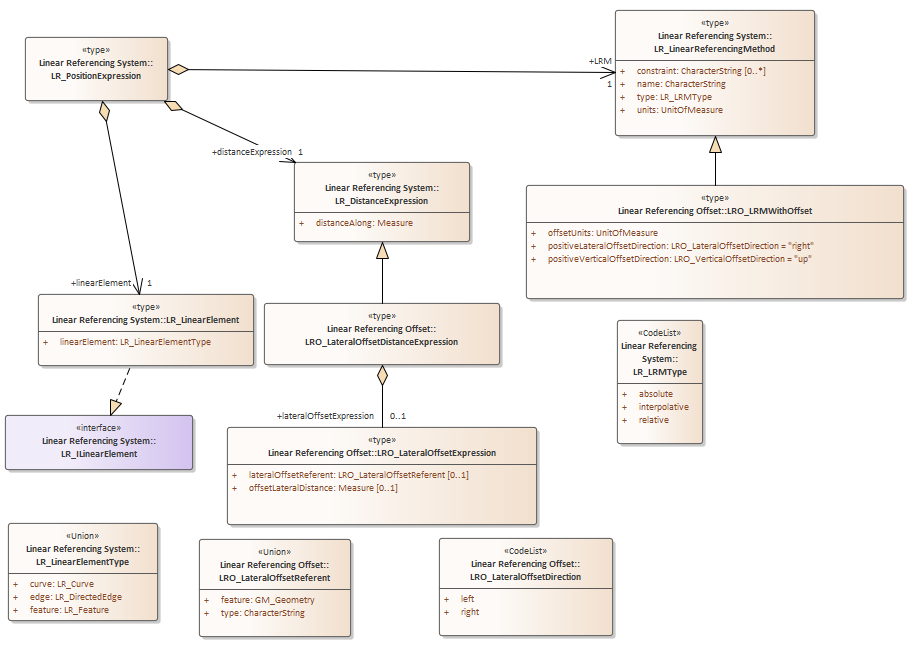 «type»
Linear Referencing System::
LR_PositionExpression
«type»
Linear Referencing System::
LR_LinearReferencingMethod
+ constraint: CharacterString [0..*]
+ name: CharacterString
+ type: LR_LRMType
+ units: UnitOfMeasure
+LRM
1
+distanceExpression 1
«type»
Linear Referencing System::
LR_DistanceExpression
+ distanceAlong: Measure
«type»
Linear Referencing Offset::LRO_LRMWithOffset
+ offsetUnits: UnitOfMeasure
+ positiveLateralOffsetDirection: LRO_LateralOffsetDirection = "right"
+ positiveVerticalOffsetDirection: LRO_VerticalOffsetDirection = "up"
+linearElement 1
«type»
Linear Referencing System::LR_LinearElement
+ linearElement: LR_LinearElementType
«type»
Linear Referencing Offset::
LRO_LateralOffsetDistanceExpression
«CodeList»
Linear Referencing
System::
LR_LRMType
+ absolute
+ interpolative
+ relative
+lateralOffsetExpression 0..1
«interface»
Linear Referencing System::
LR_ILinearElement
«type»
Linear Referencing Offset::LRO_LateralOffsetExpression
+ lateralOffsetReferent: LRO_LateralOffsetReferent [0..1]
+ offsetLateralDistance: Measure [0..1]
«Union»
Linear Referencing System::
LR_LinearElementType
+ curve: LR_Curve
+ edge: LR_DirectedEdge
+ feature: LR_Feature
«Union»
Linear Referencing Offset::
LRO_LateralOffsetReferent
+ feature: GM_Geometry
+ type: CharacterString
«CodeList»
Linear Referencing Offset::
LRO_LateralOffsetDirection
+ left
+ right